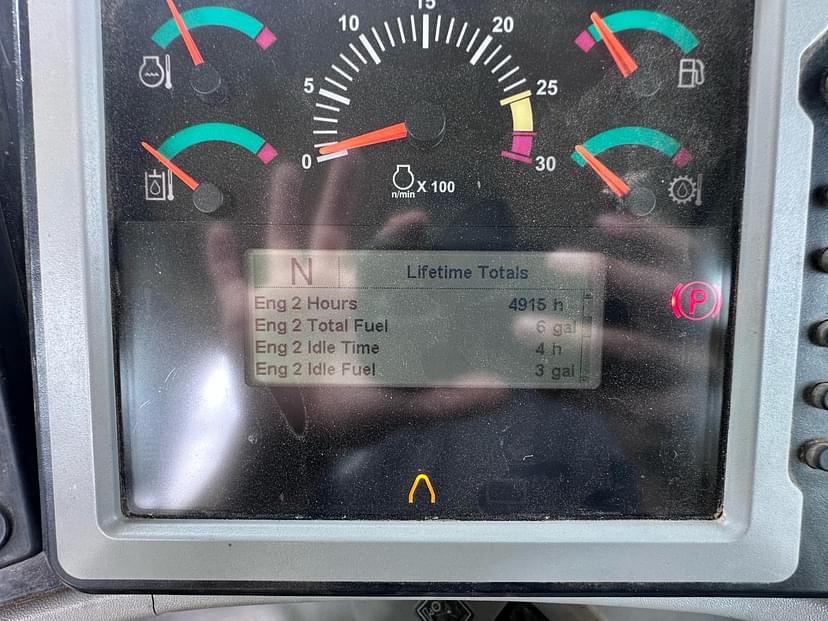 0
5
10
15
20
25
30
n/min X 100
N Lifetime Totals
Eng 2 Hours 4915 h
Eng 2 Total Fuel 6 gal
Eng 2 Idle Time 4 h
Eng 2 Idle Fuel 3 gal
P